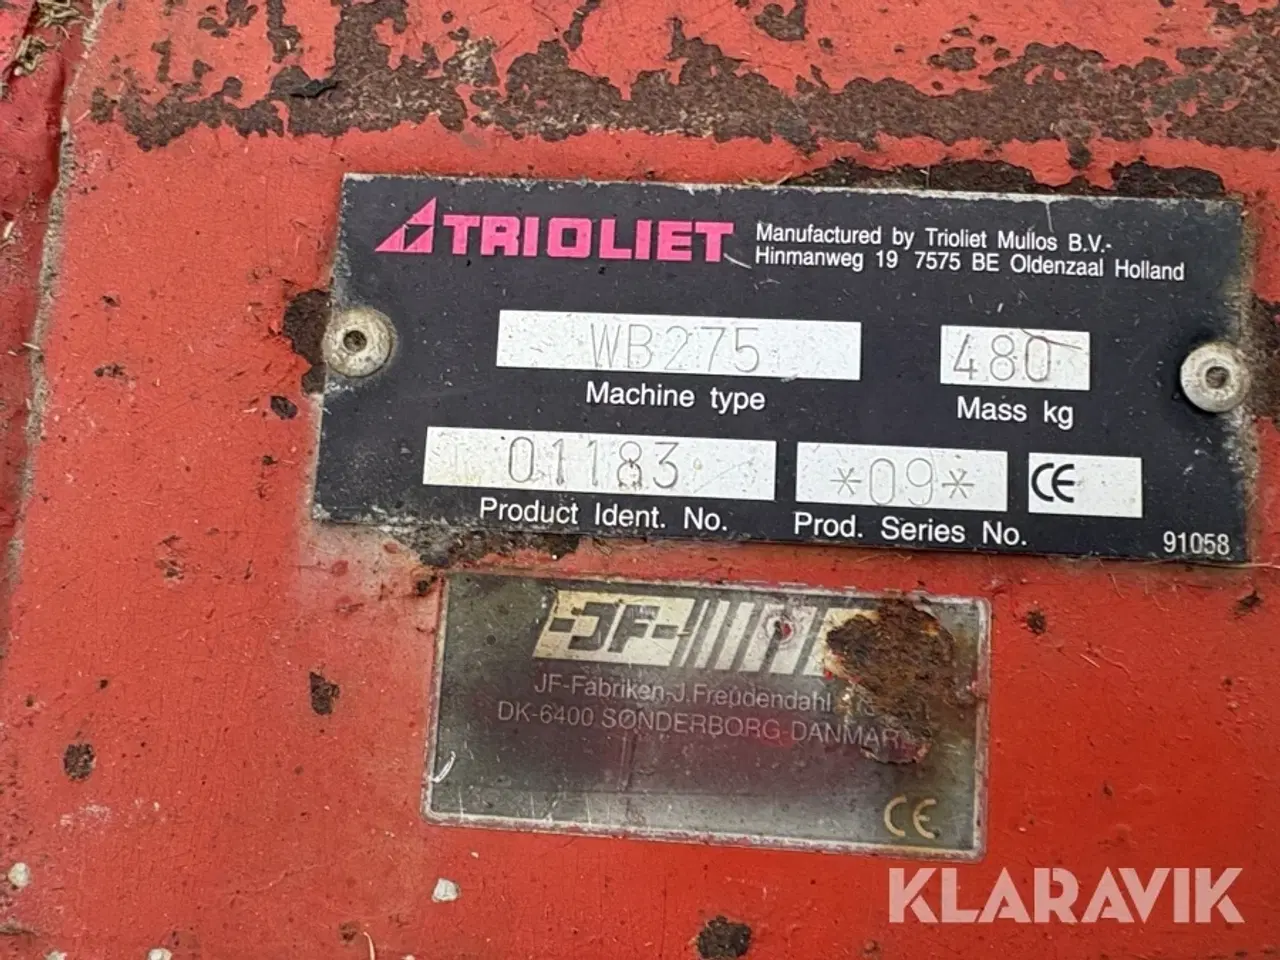 TRIOLIET
Manufactured by Trioliet Mullos B.V.-
Hinmanweg 19 7575 BE Oldenzaal Holland
WB275
480
Machine type
Mass kg
01183
*09*
CE
Product Ident. No.
Prod. Series No.
91058
-JF-
JF-Fabriken-J.Freudendahl
DK-6400 SØNDERBORG-DANMARK
CE
KLARAVIK